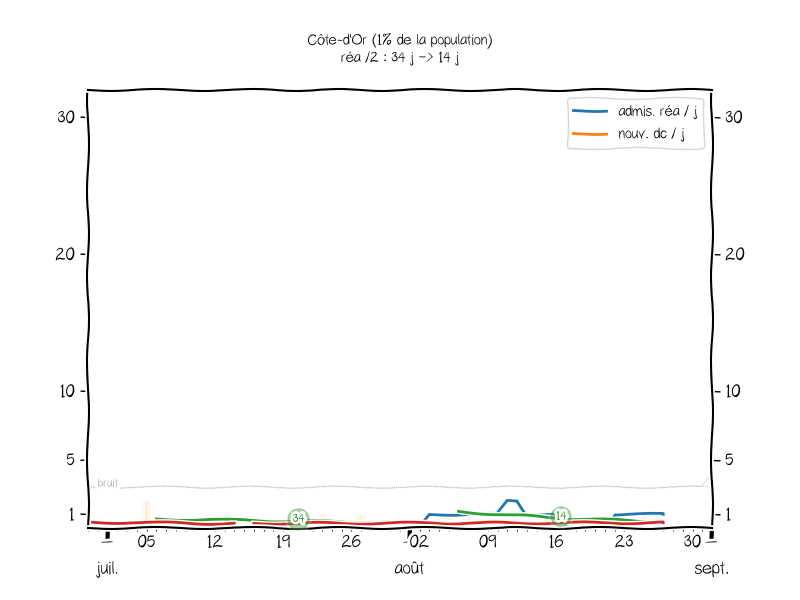 Côte-d'Or (1% de la population)
réa /2 : 34 j -> 14 j
admis. réa / j
nouv. dc / j
30
30
20
20
10
10
5
5
bruit
1
34
14
1
05
12
19
26
02
09
16
23
30
juil.
août
sept.